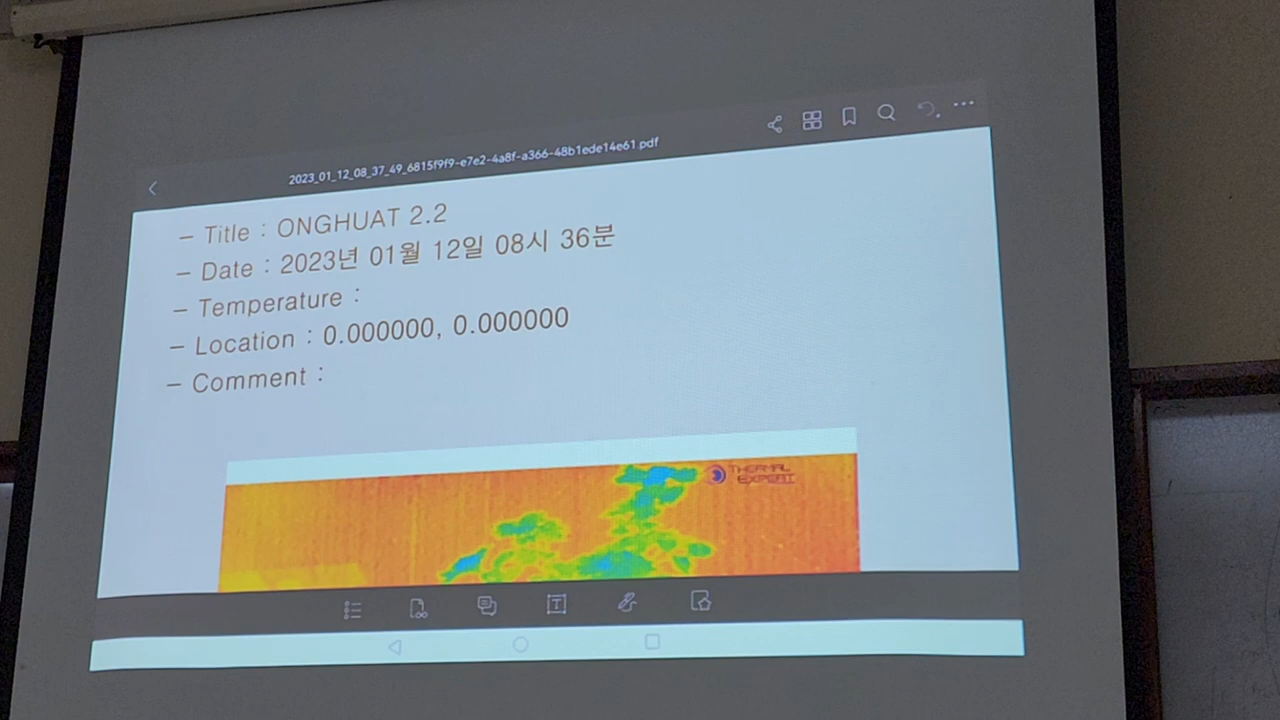 2023_01_12_08_37_49_6815f9f9-e7e2-4a8f-a366-48b1ede14e61.pdf
– Title : ONGHUAT 2.2
– Date : 2023년 01월 12일 08시 36분
– Temperature :
– Location : 0.000000, 0.000000
– Comment :
THERMAL
EXPERT